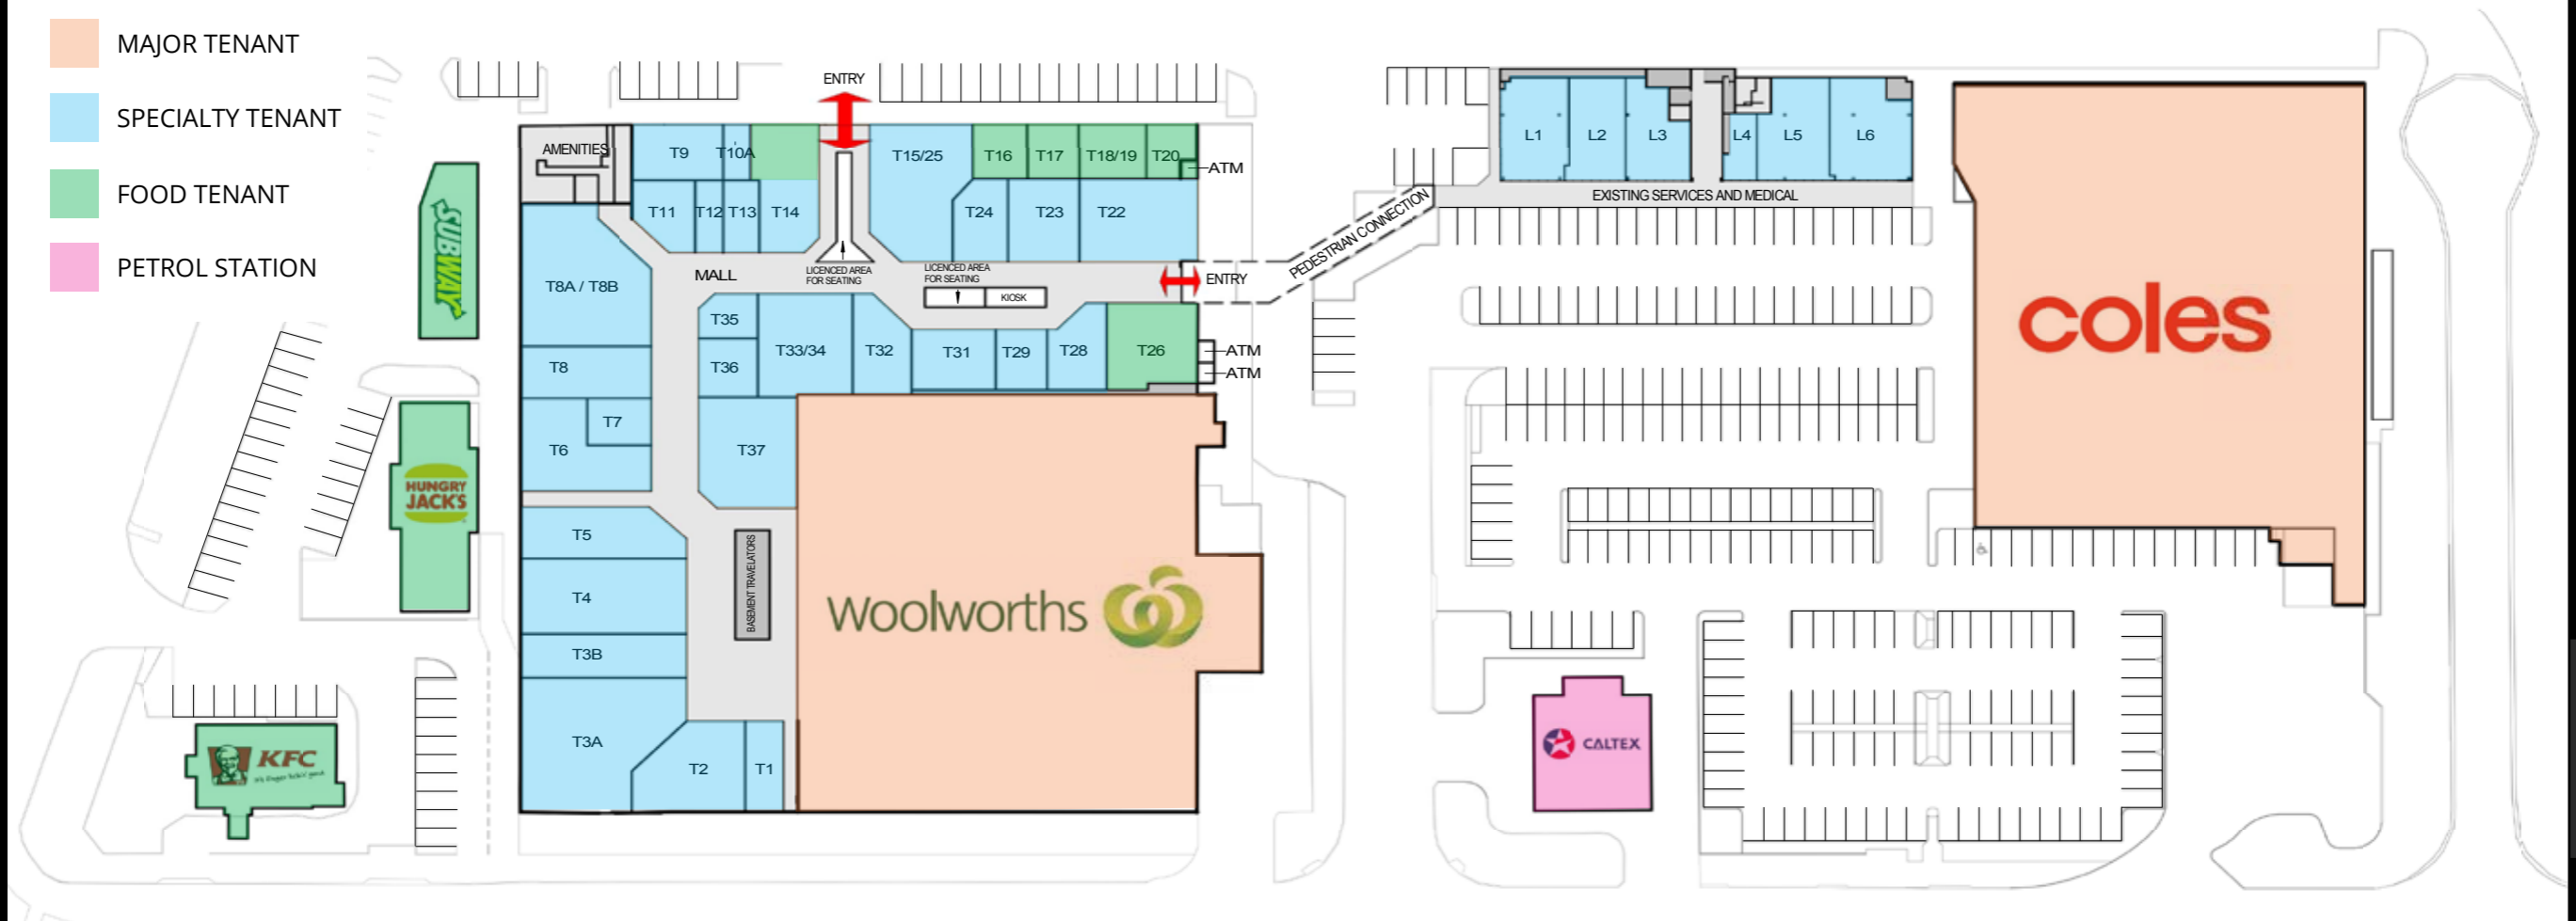 MAJOR TENANT
SPECIALTY TENANT
FOOD TENANT
PETROL STATION
ENTRY
AMENITIES
T9
T10A
T15/25
T16
T17
T18/19
T20
ATM
T11
T12
T13
T14
T24
T23
T22
MALL
LICENCED AREA
FOR SEATING
LICENCED AREA
FOR SEATING
KIOSK
ENTRY
PEDESTRIAN CONNECTION
T8A / T8B
T35
T36
T33/34
T32
T31
T29
T28
T26
ATM
ATM
T8
T7
T6
T37
T5
T4
T3B
T3A
T2
T1
BASEMENT TRAVELATORS
Woolworths
SUBWAY
HUNGRY
JACK'S
KFC
L1
L2
L3
L4
L5
L6
EXISTING SERVICES AND MEDICAL
coles
CALTEX